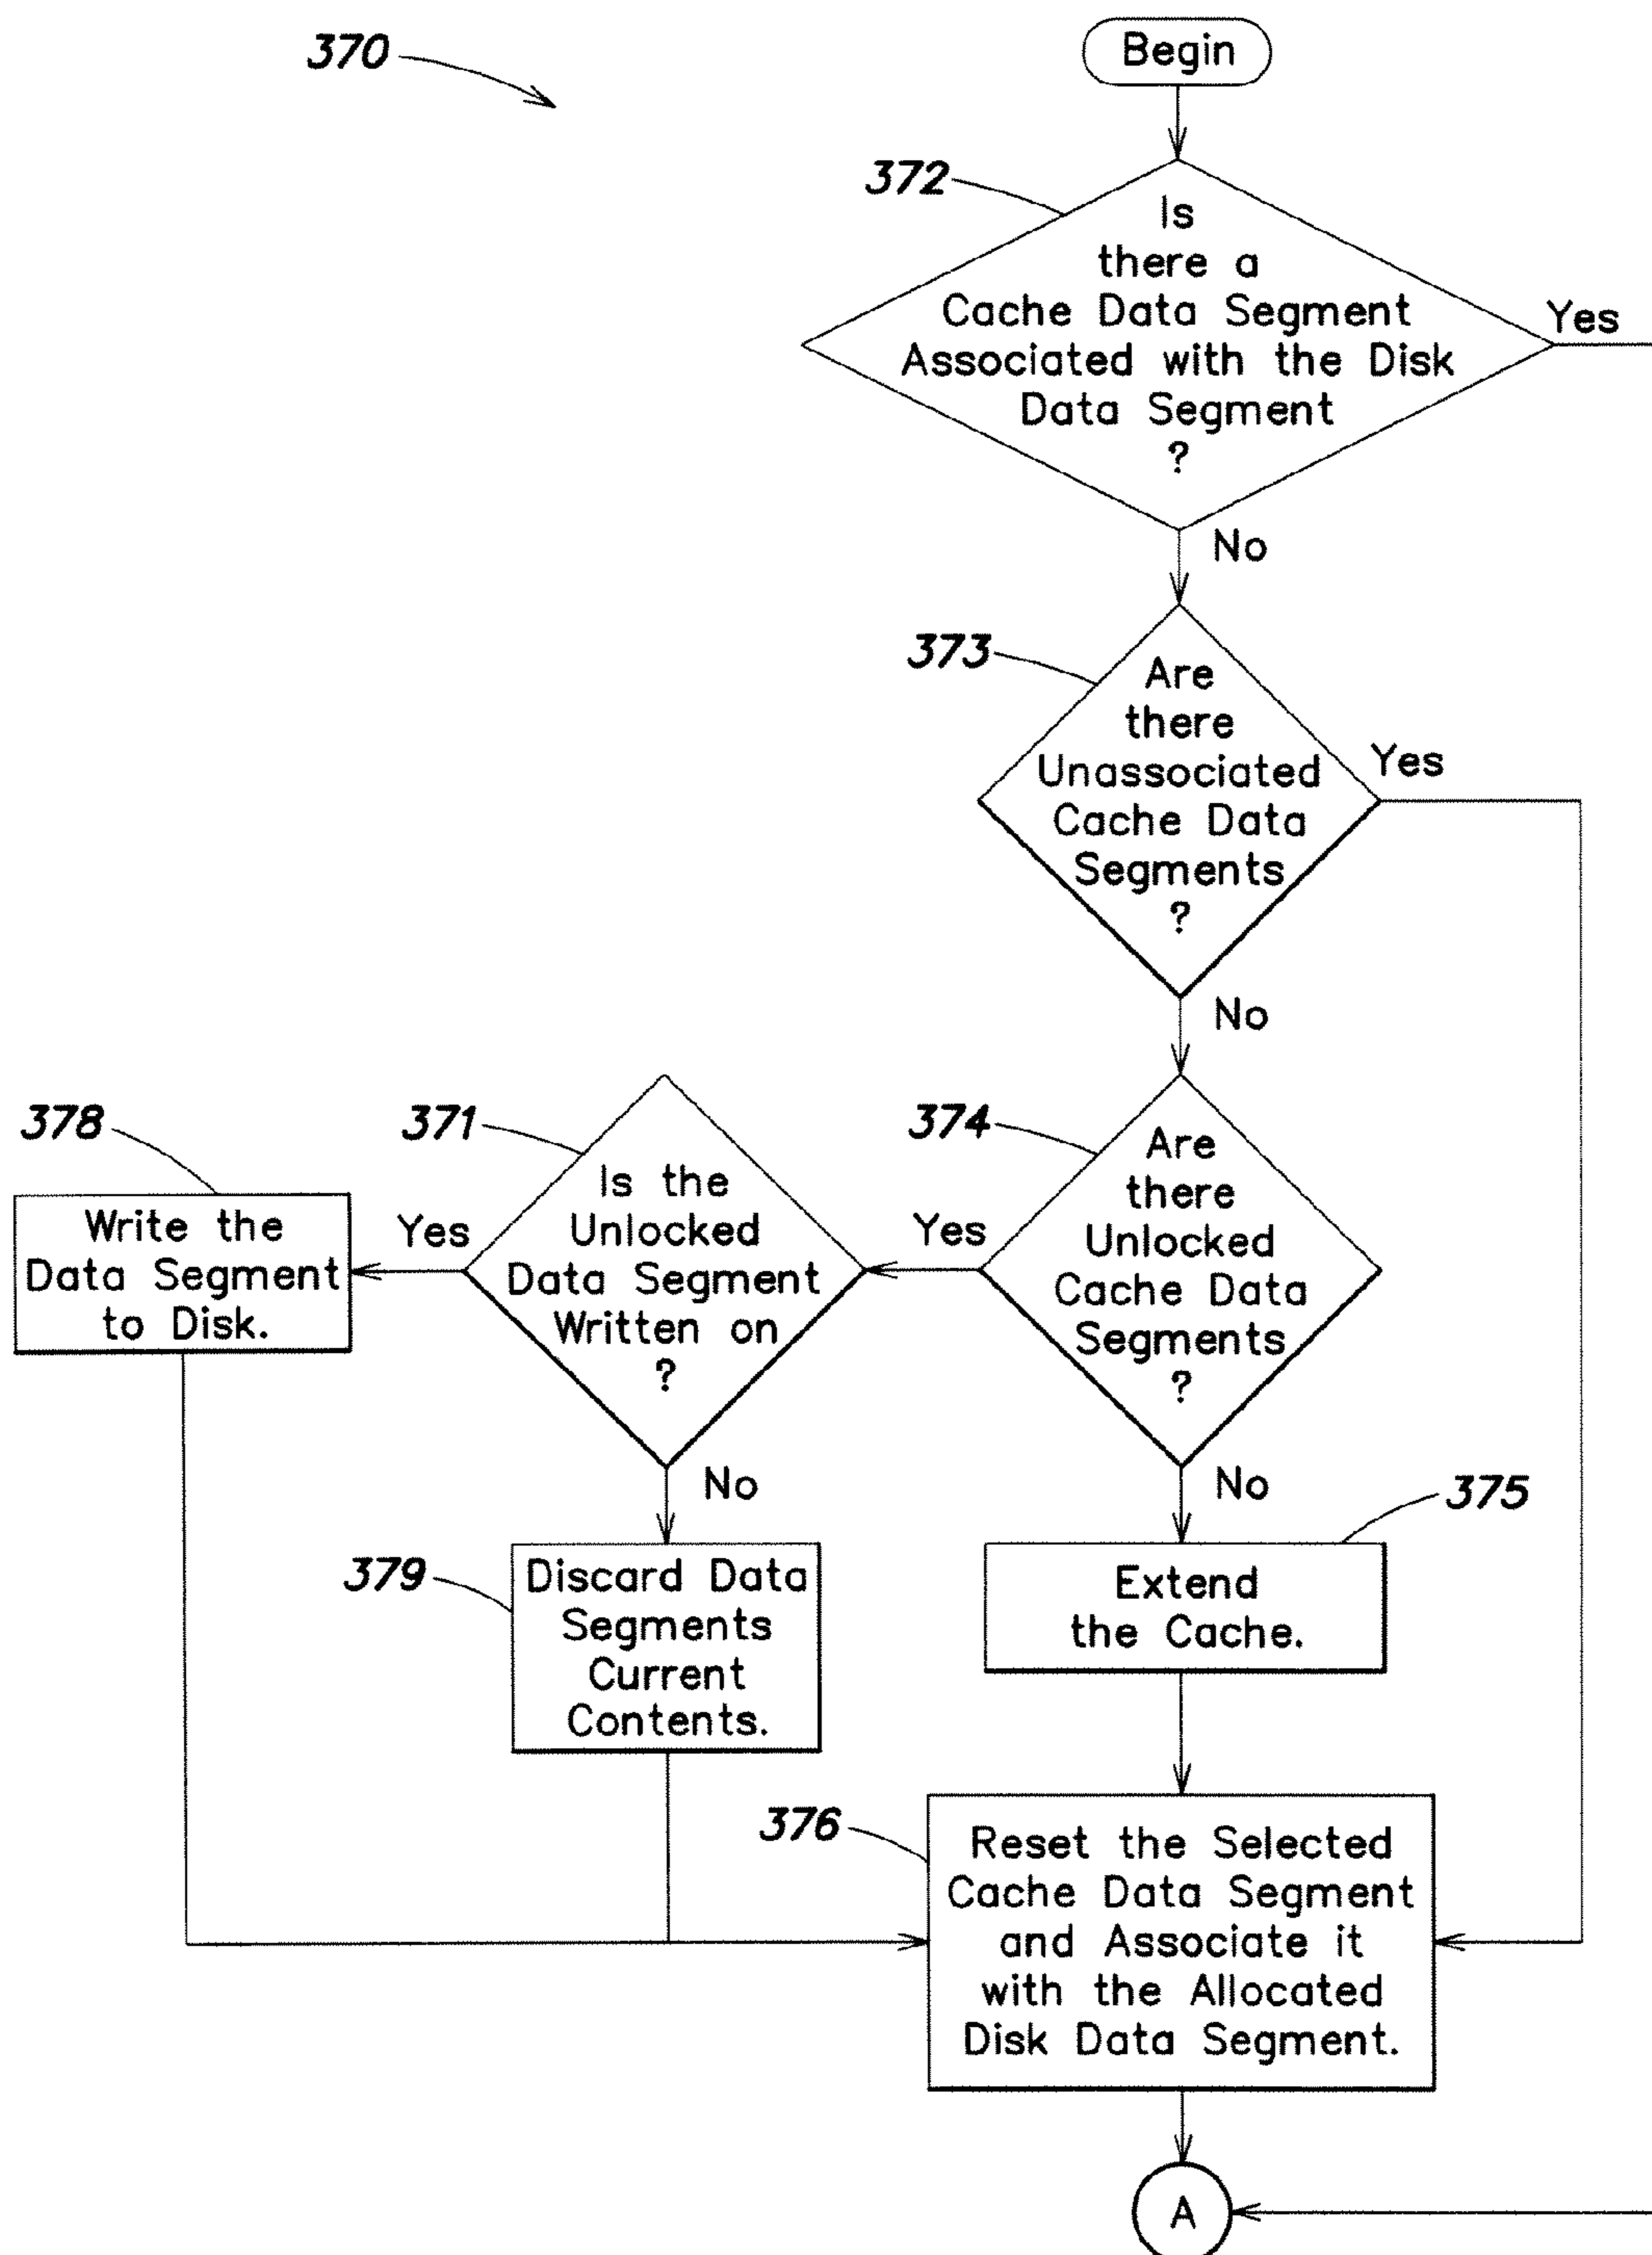 370
Begin
372
Is
there a
Cache Data Segment
Associated with the Disk
Data Segment
?
Yes
No
373
Are
there
Unassociated
Cache Data
Segments
?
Yes
No
374
Are
there
Unlocked
Cache Data
Segments
?
Yes
No
371
Is the
Unlocked
Data Segment
Written on
?
Yes
No
378
Write the
Data Segment
to Disk.
379
Discard Data
Segments
Current
Contents.
375
Extend
the Cache.
376
Reset the Selected
Cache Data Segment
and Associate it
with the Allocated
Disk Data Segment.
A